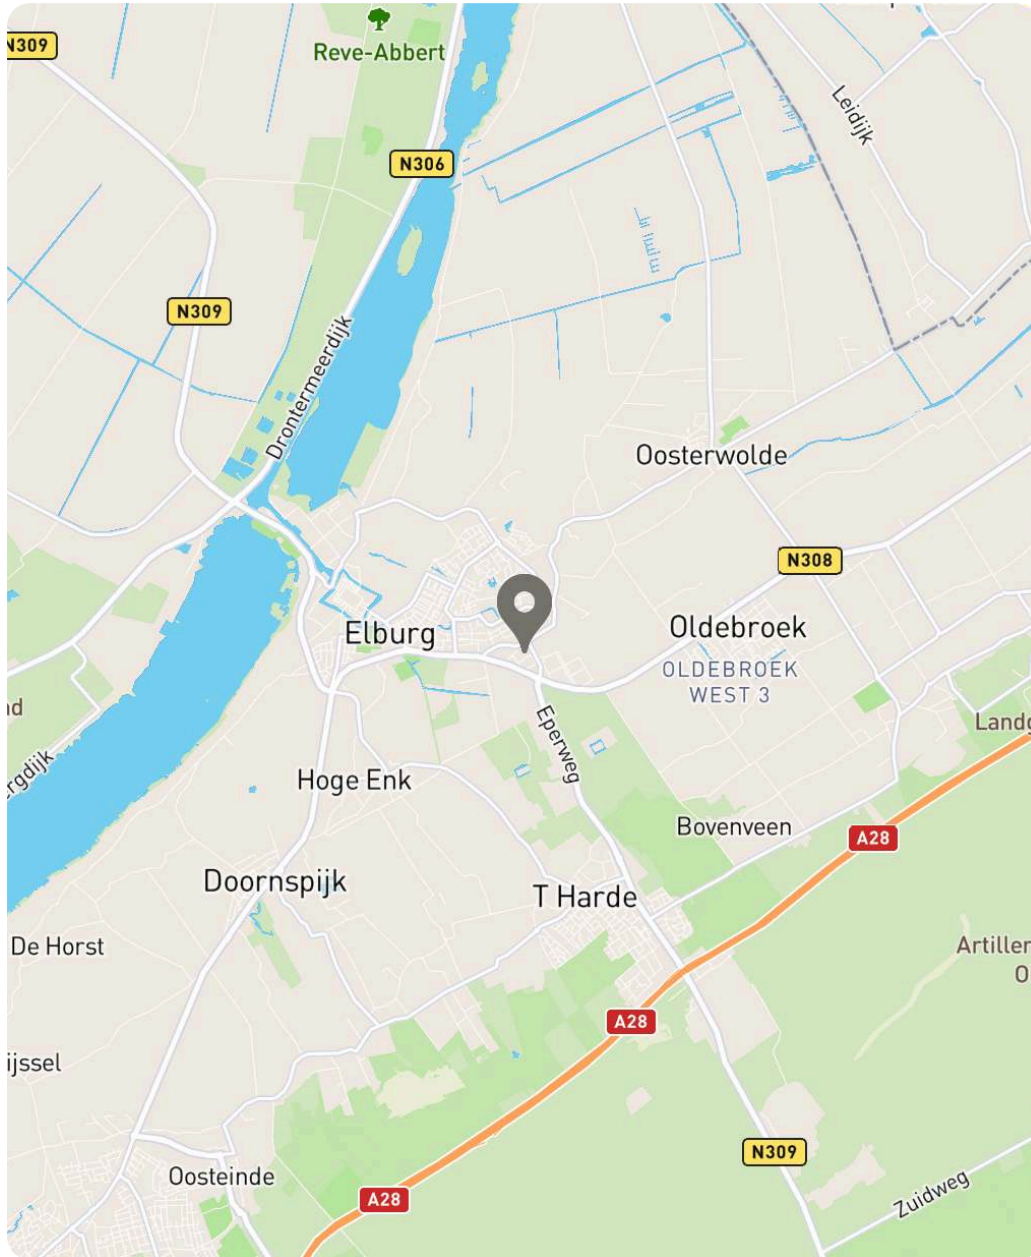 N309
Reve-Abbert
Leidijk
N306
N309
Drontermeerdijk
Oosterwolde
N308
Elburg
Oldebroek
OLDEBROEK
WEST 3
Eperweg
Hoge Enk
Bovenveen
A28
Doornspijk
T Harde
De Horst
A28
Oosteinde
N309
Zuidweg
A28